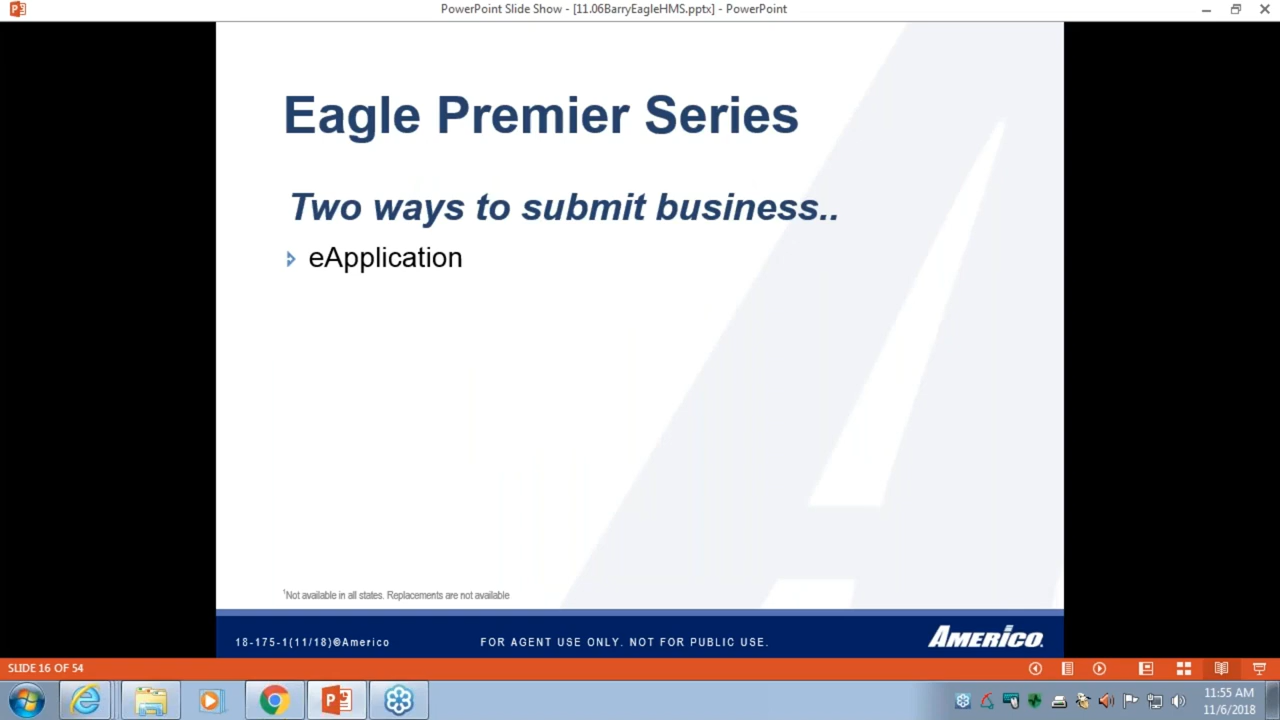 PowerPoint Slide Show - [11.06BarryEagleHMS.pptx] - PowerPoint
Eagle Premier Series
Two ways to submit business..
eApplication
¹Not available in all states. Replacements are not available
18-175-1(11/18)©Americo
FOR AGENT USE ONLY. NOT FOR PUBLIC USE.
AMERICO.
SLIDE 16 OF 54
11:55 AM
11/6/2018